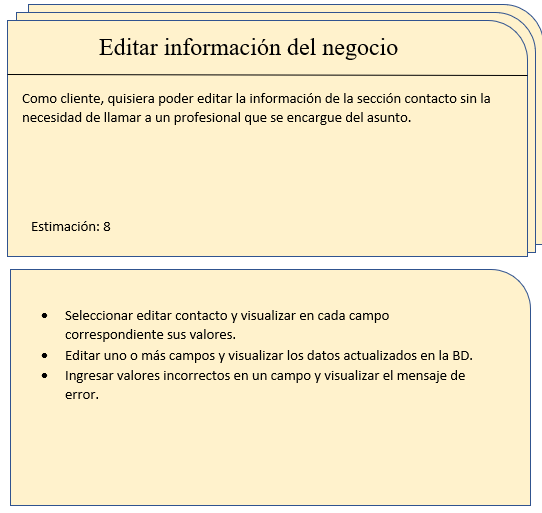 Editar información del negocio
Como cliente, quisiera poder editar la información de la sección contacto sin la
necesidad de llamar a un profesional que se encargue del asunto.
Estimación: 8
• Seleccionar editar contacto y visualizar en cada campo
correspondiente sus valores.
• Editar uno o más campos y visualizar los datos actualizados en la BD.
• Ingresar valores incorrectos en un campo y visualizar el mensaje de
error.